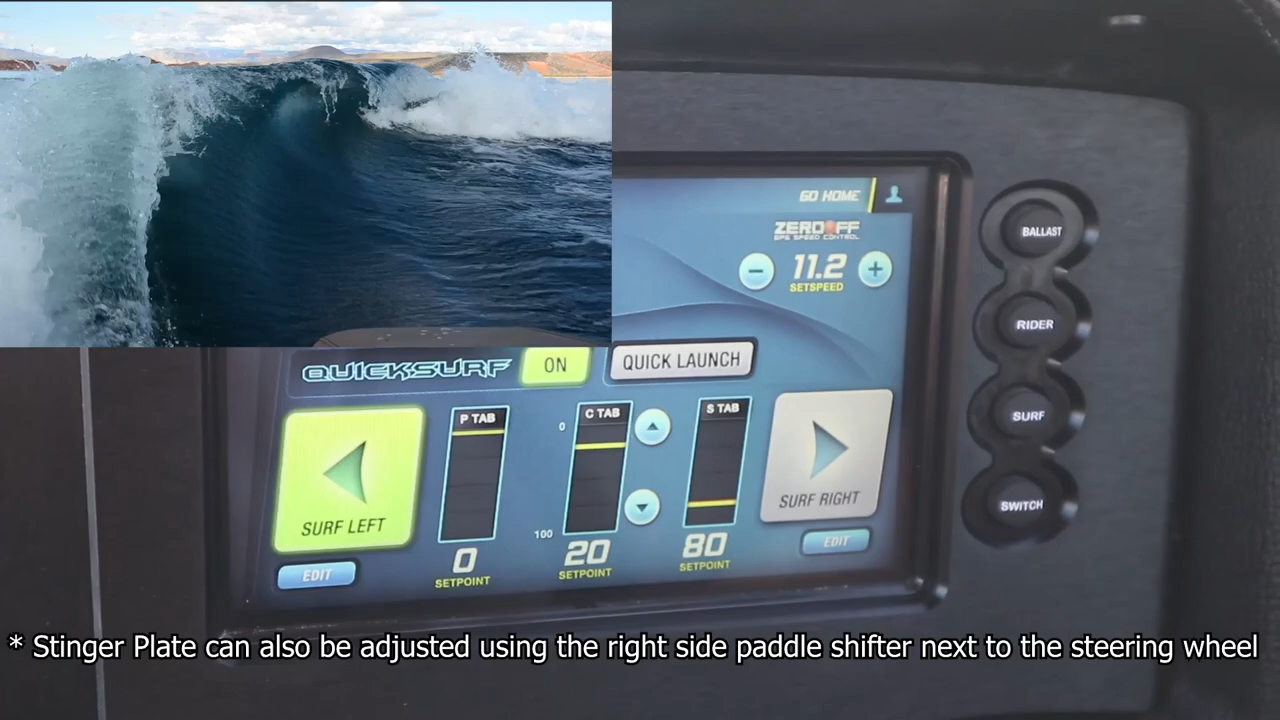 GO HOME
ZEROFF
GPS SPEED CONTROL
11.2
SETSPEED
QUICKSURF
ON
QUICK LAUNCH
P TAB
C TAB
S TAB
0
100
SURF LEFT
SURF RIGHT
EDIT
EDIT
0
20
80
SETPOINT
SETPOINT
SETPOINT
BALLAST
RIDER
SURF
SWITCH
* Stinger Plate can also be adjusted using the right side paddle shifter next to the steering wheel